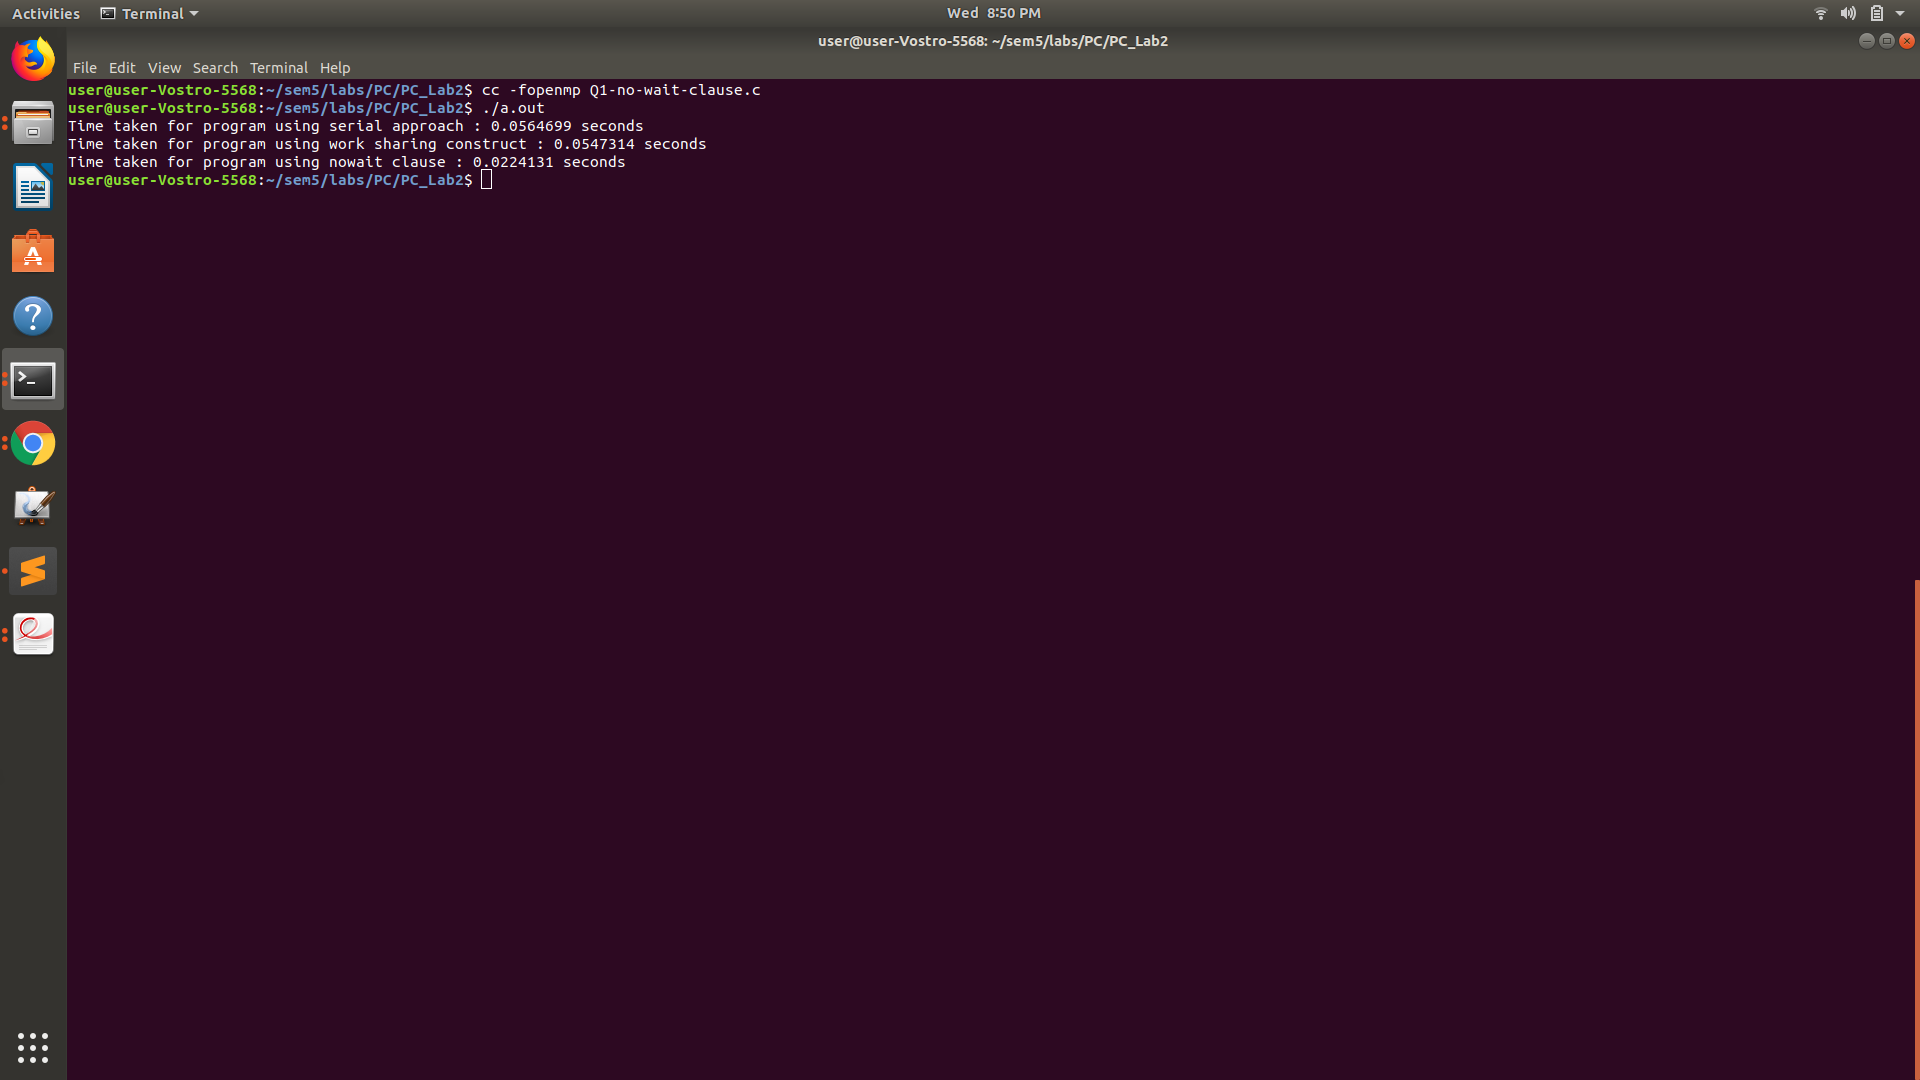 Activities Terminal Wed 8:50 PM
user@user-Vostro-5568: ~/sem5/labs/PC/PC_Lab2
File Edit View Search Terminal Help
user@user-Vostro-5568:~/sem5/labs/PC/PC_Lab2$ cc -fopenmp Q1-no-wait-clause.c
user@user-Vostro-5568:~/sem5/labs/PC/PC_Lab2$ ./a.out
Time taken for program using serial approach : 0.0564699 seconds
Time taken for program using work sharing construct : 0.0547314 seconds
Time taken for program using nowait clause : 0.0224131 seconds
user@user-Vostro-5568:~/sem5/labs/PC/PC_Lab2$